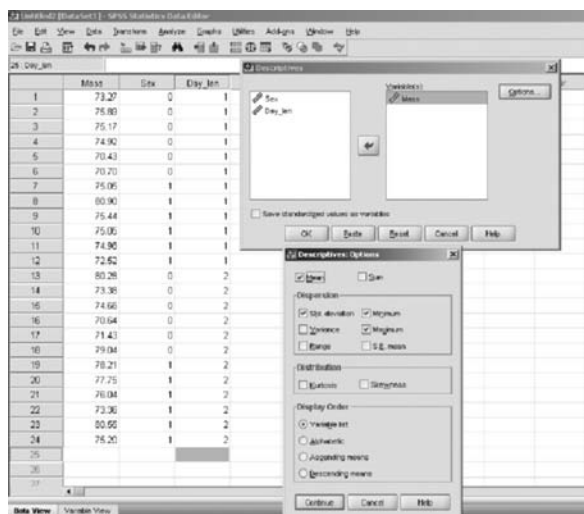 Untitled2 [DataSet3] - SPSS Statistics Data Editor
File Edit View Data Transform Analyze Graphs Utilities Add-ons Window Help
25 : Day_len
Mass Sex Day_len
1 73.27 0 1
2 75.89 0 1
3 75.17 0 1
4 74.92 0 1
5 70.43 0 1
6 70.70 0 1
7 75.05 1 1
8 80.90 1 1
9 75.44 1 1
10 75.05 1 1
11 74.96 1 1
12 72.52 1 1
13 80.28 0 2
14 73.38 0 2
15 74.66 0 2
16 70.64 0 2
17 71.43 0 2
18 79.04 0 2
19 78.21 1 2
20 77.75 1 2
21 76.04 1 2
22 73.36 1 2
23 80.55 1 2
24 75.20 1 2
25
26
27
Data View Variable View
Descriptives
Variable(s):
Sex
Day_len
Mass
Options...
Save standardized values as variables
OK Paste Reset Cancel Help
Descriptives: Options
Mean Sum
Dispersion
Std. deviation Minimum
Variance Maximum
Range S.E. mean
Distribution
Kurtosis Skewness
Display Order
Variable list
Alphabetic
Ascending means
Descending means
Continue Cancel Help